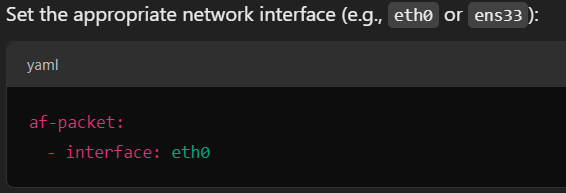 Set the appropriate network interface (e.g., eth0 or ens33):
yaml
af-packet:
  - interface: eth0